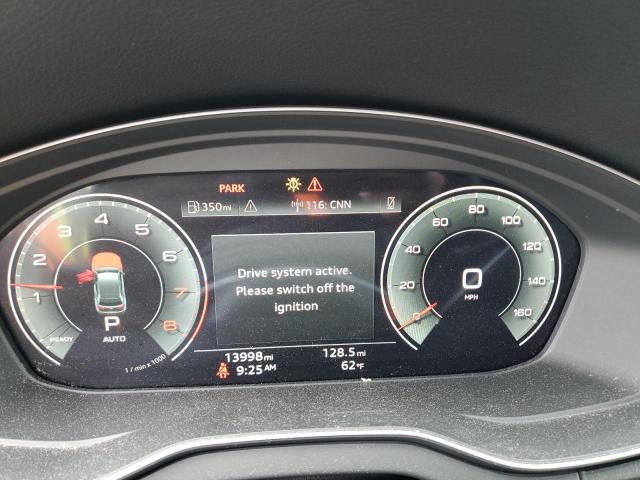 PARK
350mi
116: CNN
1 2 3 4 5 6 7 8
READY
P
AUTO
1 / min x 1000
Drive system active.
Please switch off the
ignition
0 20 40 60 80 100 120 140 160
0
MPH
13998mi
128.5mi
9:25 AM
62°F